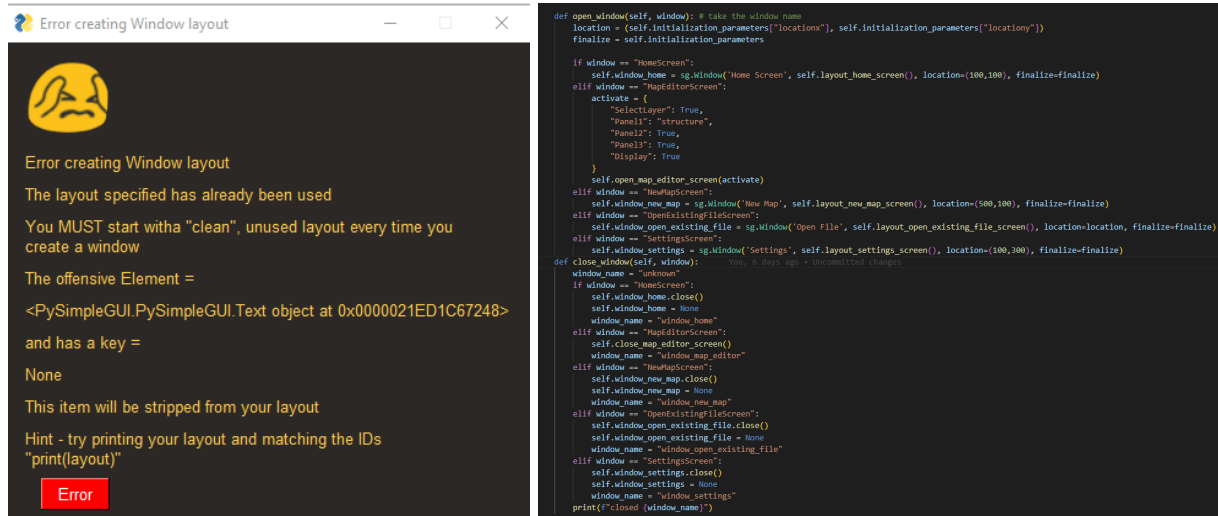 Error creating Window layout
Error creating Window layout
The layout specified has already been used
You MUST start witha "clean", unused layout every time you
create a window
The offensive Element =
<PySimpleGUI.PySimpleGUI.Text object at 0x0000021ED1C67248>
and has a key =
None
This item will be stripped from your layout
Hint - try printing your layout and matching the IDs
"print(layout)"
Error
def open_window(self, window): # take the window name
    location = (self.initialization_parameters["locationx"], self.initialization_parameters["locationy"])
    finalize = self.initialization_parameters
    if window == "HomeScreen":
        self.window_home = sg.Window('Home Screen', self.layout_home_screen(), location=(100,100), finalize=finalize)
    elif window == "MapEditorScreen":
        activate = {
            "SelectLayer": True,
            "Panel1": "structure",
            "Panel2": True,
            "Panel3": True,
            "Display": True
        }
        self.open_map_editor_screen(activate)
    elif window == "NewMapScreen":
        self.window_new_map = sg.Window('New Map', self.layout_new_map_screen(), location=(500,100), finalize=finalize)
    elif window == "OpenExistingFileScreen":
        self.window_open_existing_file = sg.Window('Open File', self.layout_open_existing_file_screen(), location=location, finalize=finalize)
    elif window == "SettingsScreen":
        self.window_settings = sg.Window('Settings', self.layout_settings_screen(), location=(100,300), finalize=finalize)
def close_window(self, window): You, 6 days ago • Uncommitted changes
    window_name = "unknown"
    if window == "HomeScreen":
        self.window_home.close()
        self.window_home = None
        window_name = "window_home"
    elif window == "MapEditorScreen":
        self.close_map_editor_screen()
        window_name = "window_map_editor"
    elif window == "NewMapScreen":
        self.window_new_map.close()
        self.window_new_map = None
        window_name = "window_new_map"
    elif window == "OpenExistingFileScreen":
        self.window_open_existing_file.close()
        self.window_open_existing_file = None
        window_name = "window_open_existing_file"
    elif window == "SettingsScreen":
        self.window_settings.close()
        self.window_settings = None
        window_name = "window_settings"
    print(f"closed {window_name}")